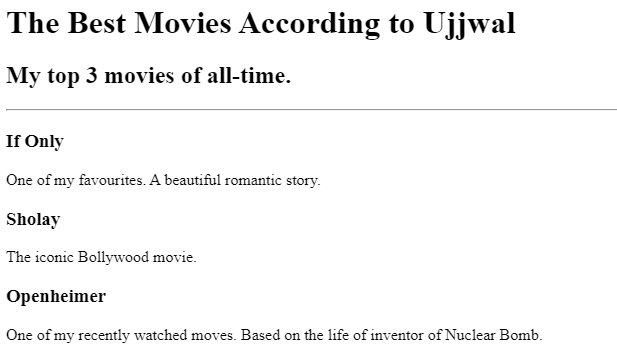 The Best Movies According to Ujjwal
My top 3 movies of all-time.
If Only
One of my favourites. A beautiful romantic story.
Sholay
The iconic Bollywood movie.
Openheimer
One of my recently watched moves. Based on the life of inventor of Nuclear Bomb.